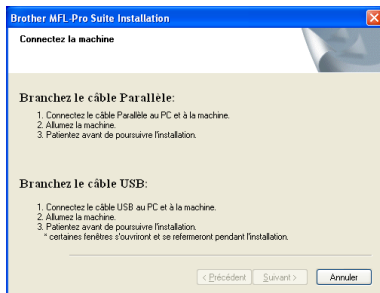 Brother MFL-Pro Suite Installation
Connectez la machine
Branchez le câble Parallèle:
1. Connectez le câble Parallèle au PC et à la machine.
2. Allumez la machine.
3. Patientez avant de poursuivre l'installation.
Branchez le câble USB:
1. Connectez le câble USB au PC et à la machine.
2. Allumez la machine.
3. Patientez avant de poursuivre l'installation.
* certaines fenêtres s'ouvriront et se refermeront pendant l'installation.
< Précédent Suivant > Annuler